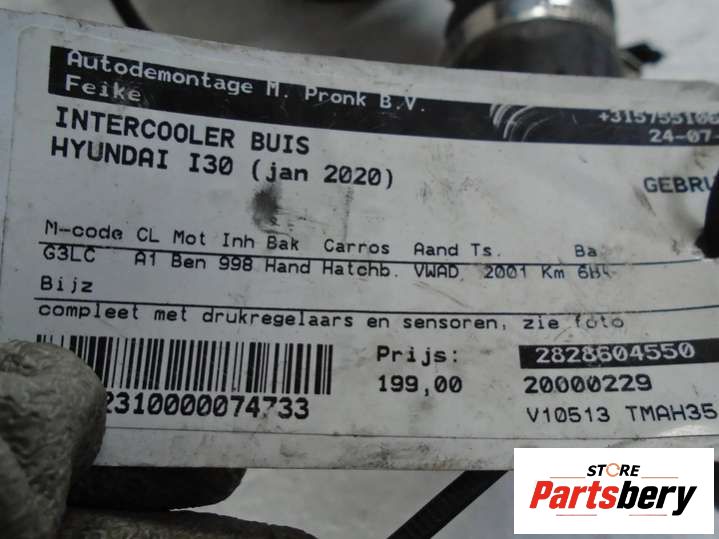 Autodemontage M. Pronk B.V.
Feike
24-07-
INTERCOOLER BUIS
HYUNDAI I30 (jan 2020)
GEBRU
M-code CL Mot Inh Bak Carros Aand Ts. Ba
G3LC A1 Ben 998 Hand Hatchb. VWAD. 2001 Km
Bijz
compleet met drukregelaars en sensoren, zie foto
Prijs: 2828604550
199,00 20000229
2310000074733
V10513 TMAH35
STORE
Partsbery